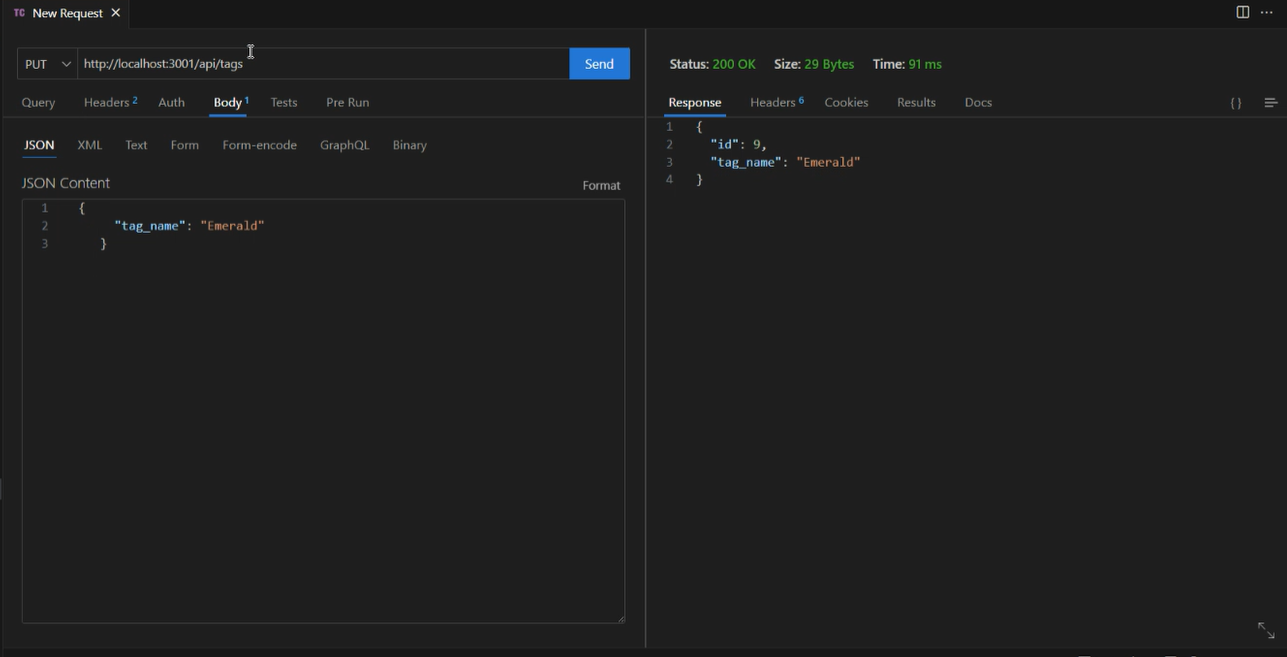 TC New Request
PUT http://localhost:3001/api/tags Send
Query Headers 2 Auth Body 1 Tests Pre Run
JSON XML Text Form Form-encode GraphQL Binary
JSON Content Format
1 {
2 "tag_name": "Emerald"
3 }
Status: 200 OK Size: 29 Bytes Time: 91 ms
Response Headers 6 Cookies Results Docs { }
1 {
2 "id": 9,
3 "tag_name": "Emerald"
4 }